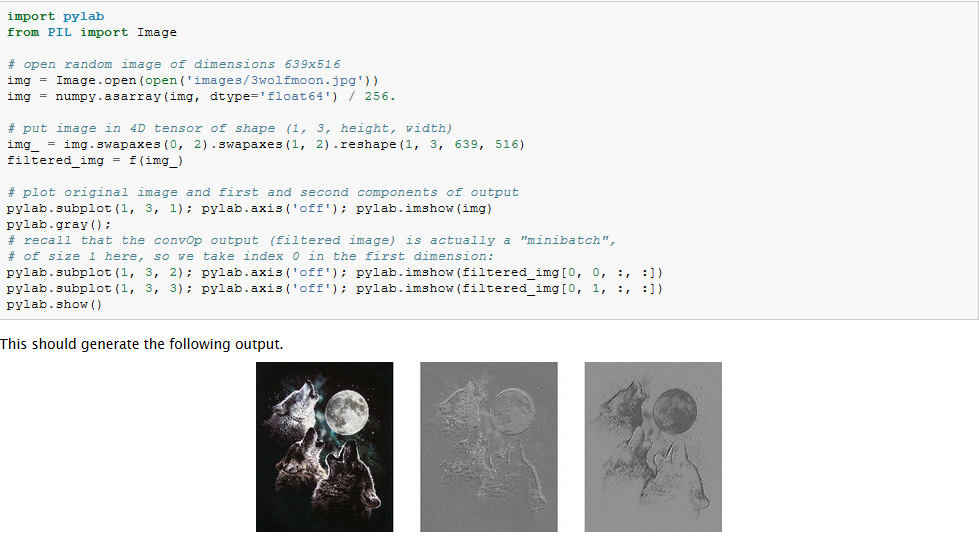 import pylab
from PIL import Image
# open random image of dimensions 639x516
img = Image.open(open('images/3wolfmoon.jpg'))
img = numpy.asarray(img, dtype='float64') / 256.
# put image in 4D tensor of shape (1, 3, height, width)
img_ = img.swapaxes(0, 2).swapaxes(1, 2).reshape(1, 3, 639, 516)
filtered_img = f(img_)
# plot original image and first and second components of output
pylab.subplot(1, 3, 1); pylab.axis('off'); pylab.imshow(img)
pylab.gray();
# recall that the convOp output (filtered image) is actually a "minibatch",
# of size 1 here, so we take index 0 in the first dimension:
pylab.subplot(1, 3, 2); pylab.axis('off'); pylab.imshow(filtered_img[0, 0, :, :])
pylab.subplot(1, 3, 3); pylab.axis('off'); pylab.imshow(filtered_img[0, 1, :, :])
pylab.show()
This should generate the following output.